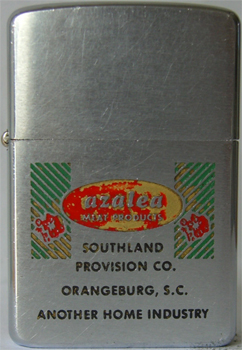 azalea
MEAT PRODUCTS
SOUTHLAND
PROVISION CO.
ORANGEBURG, S.C.
ANOTHER HOME INDUSTRY